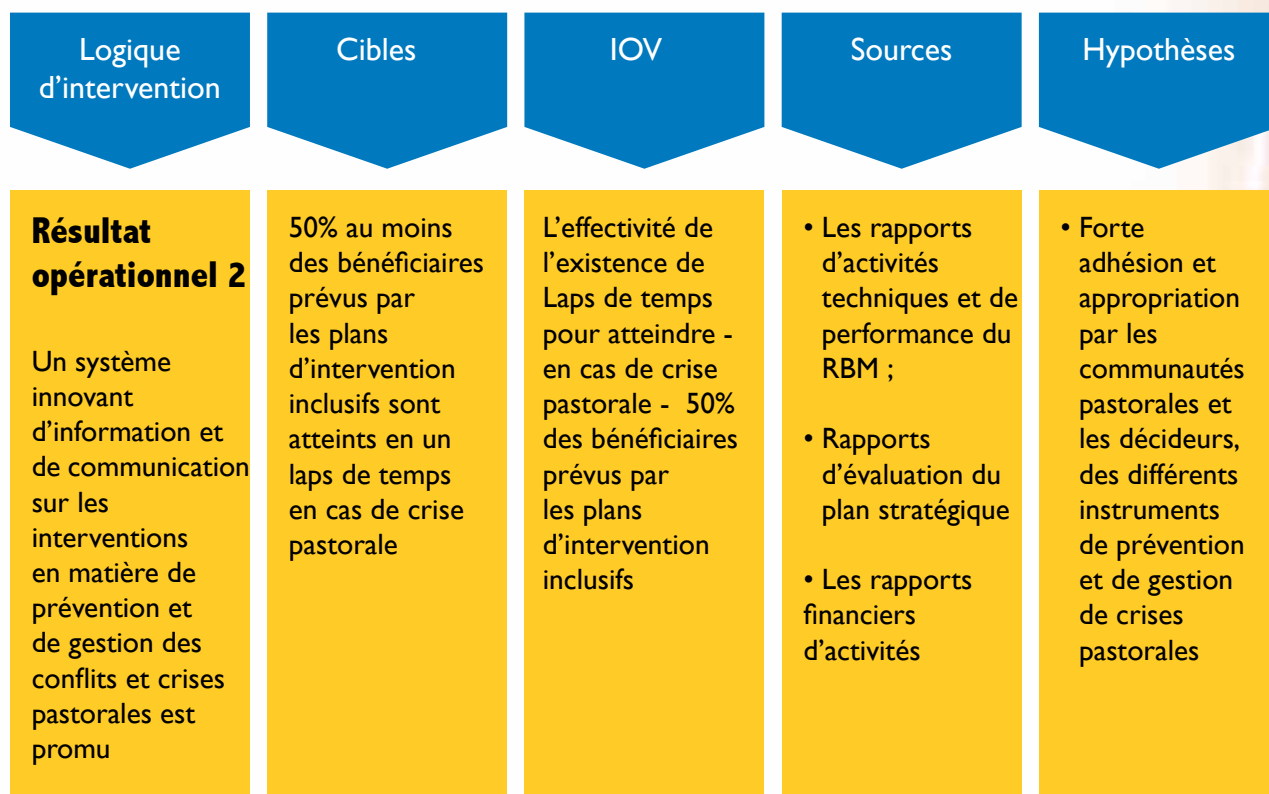 Logique
d'intervention
Cibles
IOV
Sources
Hypothèses
Résultat
opérationnel 2
Un système
innovant
d'information et
de communication
sur les
interventions
en matière de
prévention et
de gestion des
conflits et crises
pastorales est
promu
50% au moins
des bénéficiaires
prévus par
les plans
d'intervention
inclusifs sont
atteints en un
laps de temps
en cas de crise
pastorale
L'effectivité de
l'existence de
Laps de temps
pour atteindre -
en cas de crise
pastorale - 50%
des bénéficiaires
prévus par
les plans
d'intervention
inclusifs
• Les rapports
d'activités
techniques et de
performance du
RBM ;
• Rapports
d'évaluation du
plan stratégique
• Les rapports
financiers
d'activités
• Forte
adhésion et
appropriation
par les
communautés
pastorales et
les décideurs,
des différents
instruments
de prévention
et de gestion
de crises
pastorales